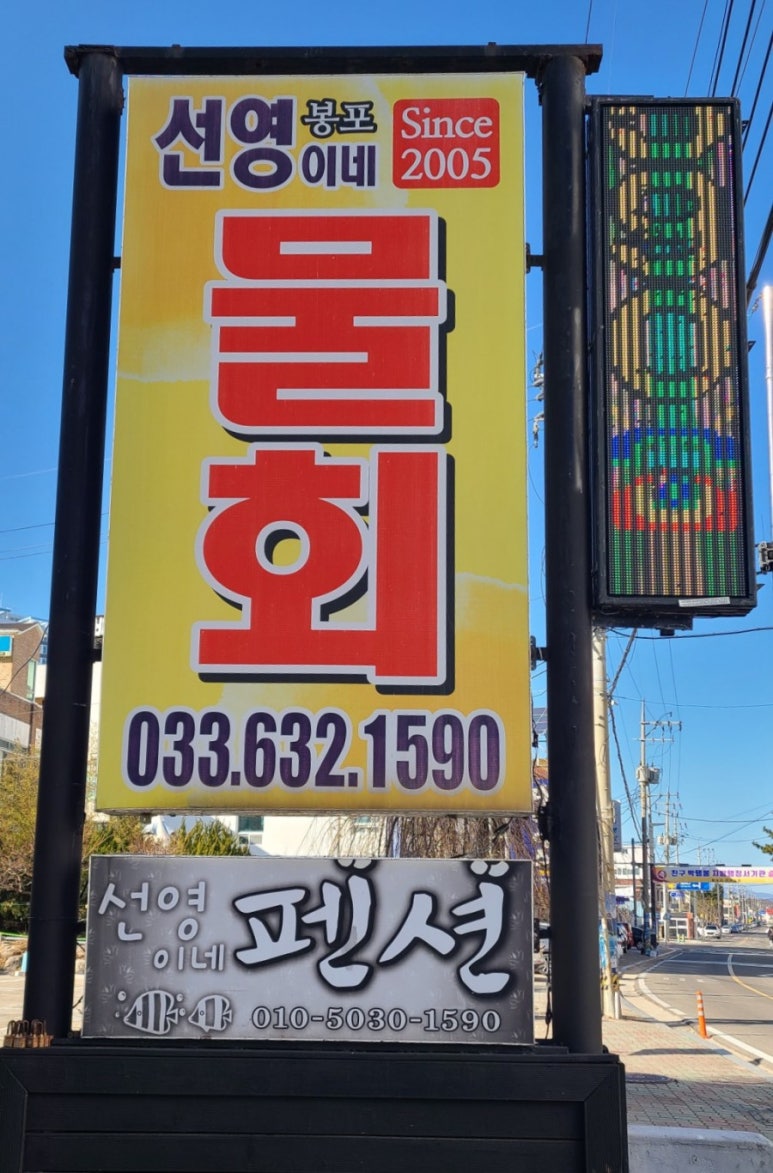 봉포
선영이네
Since
2005
물회
033.632.1590
선영
이네
펜션
010-5030-1590